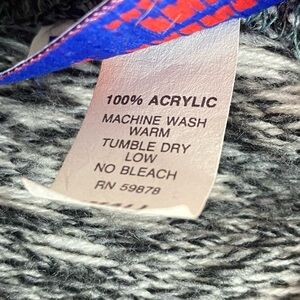 100% ACRYLIC
MACHINE WASH
WARM
TUMBLE DRY
LOW
NO BLEACH
RN 59878